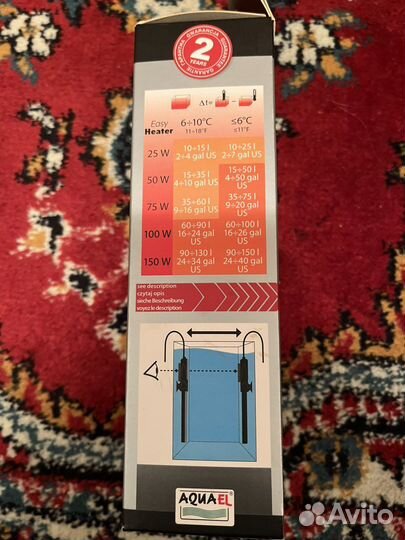 GWARANCJA
2
YEARS
Δt= -
Easy
Heater
6÷10°C
11÷18°F
≤6°C
≤11°F
25 W
10÷15 l
2÷4 gal US
10÷25 l
2÷7 gal US
50 W
15÷35 l
4÷10 gal US
15÷50 l
4÷50 gal
US
75 W
35÷60 l
9÷16 gal US
35÷75 l
9÷20 gal
US
100 W
60÷90 l
16÷24 gal
US
60÷100 l
16÷26 gal
US
150 W
90÷130 l
24÷34 gal
US
90÷150 l
24÷40 gal
US
see description
czytaj opis
siehe Beschreibung
voyez le description
AQUAEL®
Avito